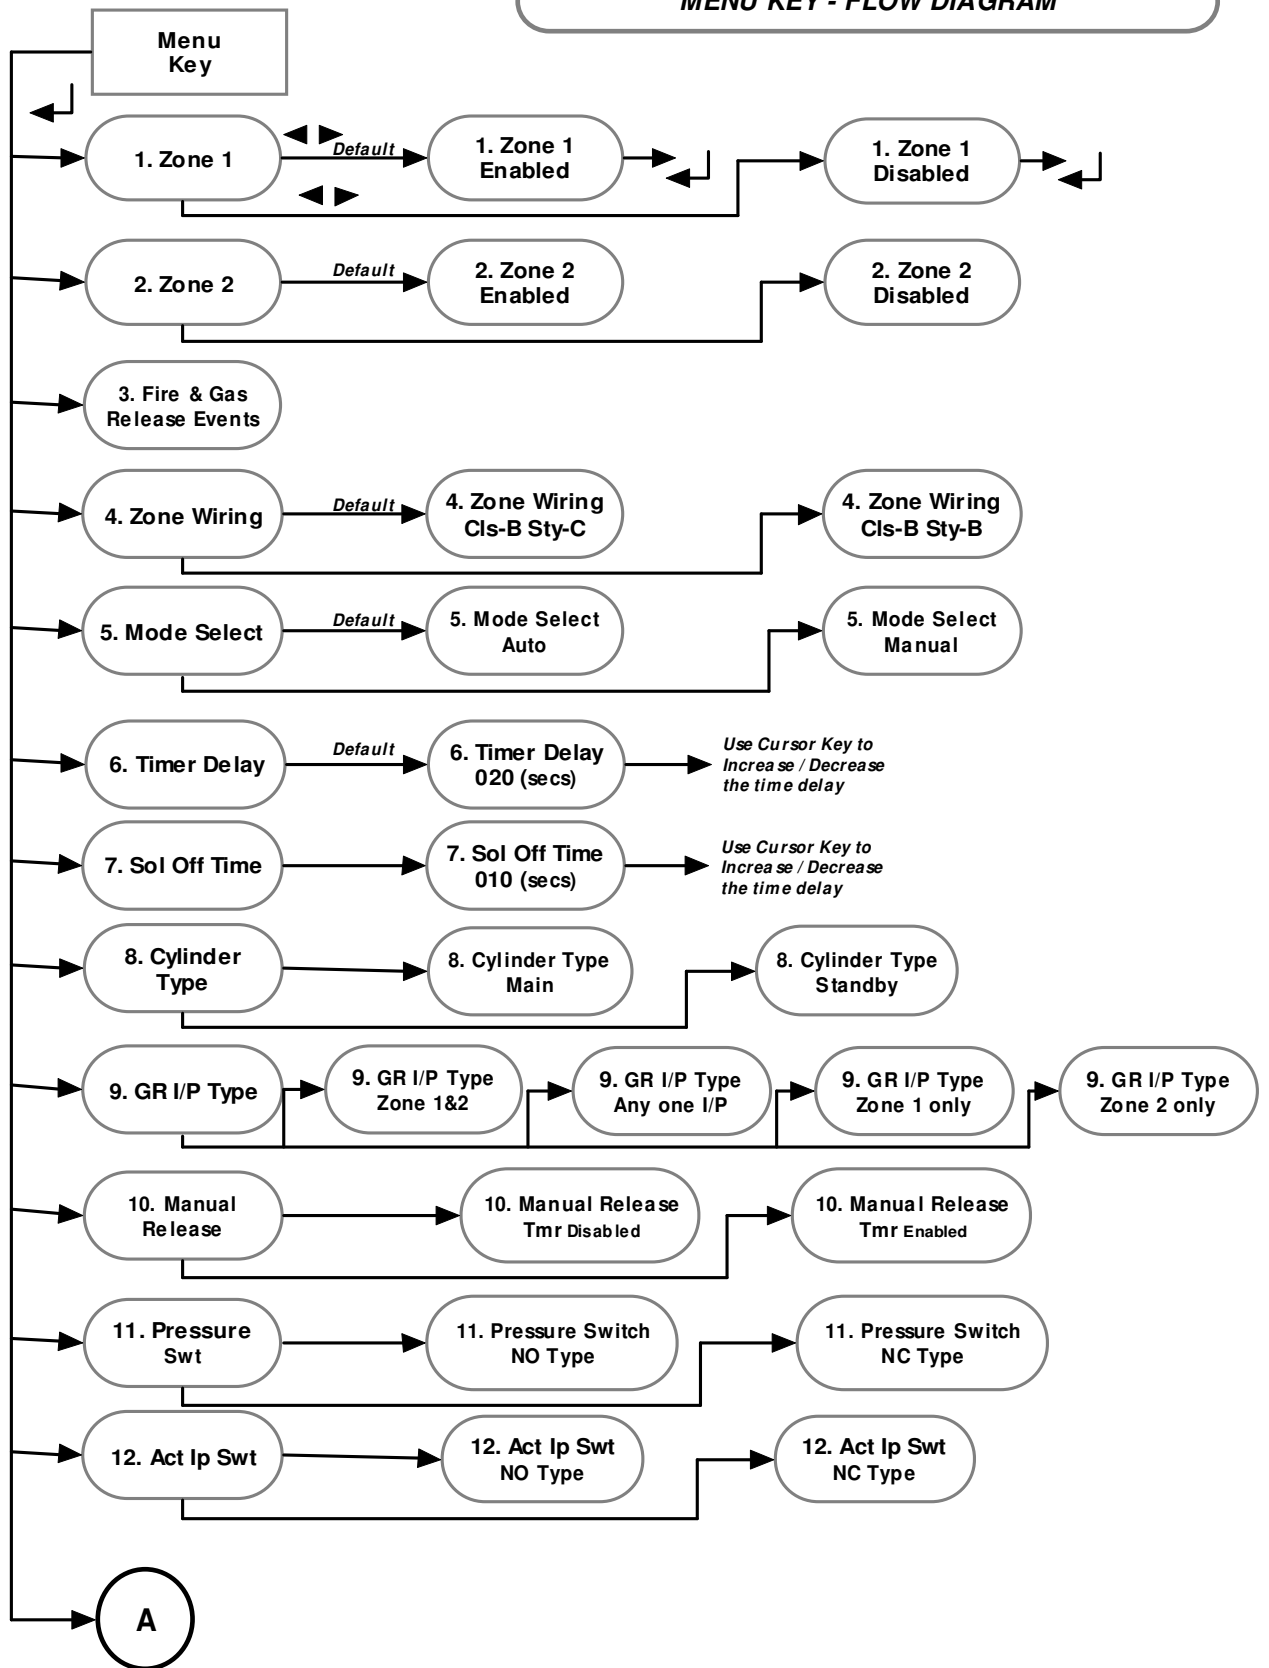 MENU KEY - FLOW DIAGRAM
Menu
Key
1. Zone 1
Default
1. Zone 1
Enabled
1. Zone 1
Disabled
2. Zone 2
Default
2. Zone 2
Enabled
2. Zone 2
Disabled
3. Fire & Gas
Release Events
4. Zone Wiring
Default
4. Zone Wiring
Cls-B Sty-C
4. Zone Wiring
Cls-B Sty-B
5. Mode Select
Default
5. Mode Select
Auto
5. Mode Select
Manual
6. Timer Delay
Default
6. Timer Delay
020 (secs)
Use Cursor Key to
Increase / Decrease
the time delay
7. Sol Off Time
7. Sol Off Time
010 (secs)
Use Cursor Key to
Increase / Decrease
the time delay
8. Cylinder
Type
8. Cylinder Type
Main
8. Cylinder Type
Standby
9. GR I/P Type
9. GR I/P Type
Zone 1&2
9. GR I/P Type
Any one I/P
9. GR I/P Type
Zone 1 only
9. GR I/P Type
Zone 2 only
10. Manual
Release
10. Manual Release
Tmr Disabled
10. Manual Release
Tmr Enabled
11. Pressure
Swt
11. Pressure Switch
NO Type
11. Pressure Switch
NC Type
12. Act Ip Swt
12. Act Ip Swt
NO Type
12. Act Ip Swt
NC Type
A